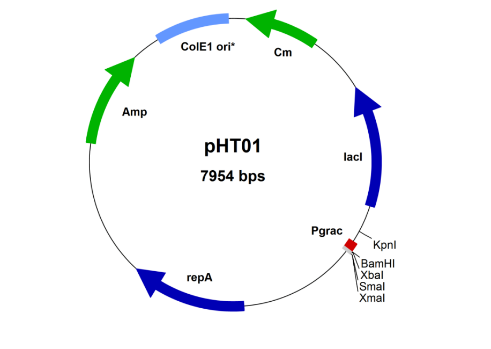 ColE1 ori*
Cm
Amp
pHT01
7954 bps
lacI
Pgrac
KpnI
BamHI
XbaI
SmaI
XmaI
repA